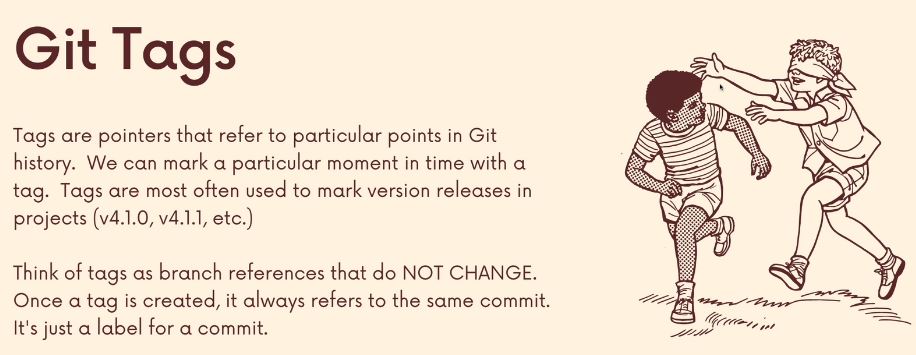 Git Tags
Tags are pointers that refer to particular points in Git
history.  We can mark a particular moment in time with a
tag.  Tags are most often used to mark version releases in
projects (v4.1.0, v4.1.1, etc.)
Think of tags as branch references that do NOT CHANGE.
Once a tag is created, it always refers to the same commit.
It's just a label for a commit.